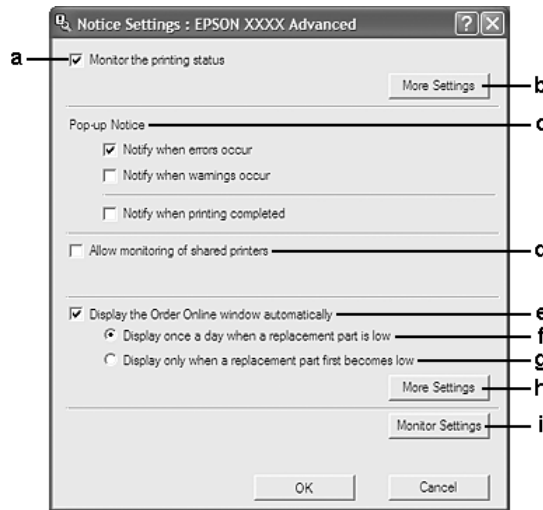 Notice Settings : EPSON XXXX Advanced
a
Monitor the printing status
More Settings
b
Pop-up Notice
c
Notify when errors occur
Notify when warnings occur
Notify when printing completed
Allow monitoring of shared printers
d
Display the Order Online window automatically
e
Display once a day when a replacement part is low
f
Display only when a replacement part first becomes low
g
More Settings
h
Monitor Settings
i
OK
Cancel